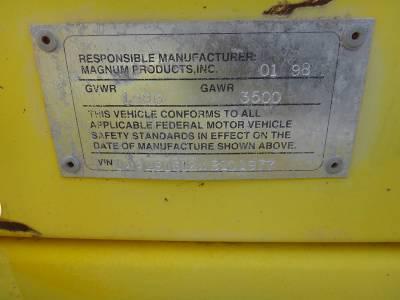 RESPONSIBLE MANUFACTURER:
MAGNUM PRODUCTS,INC. 01 98
GVWR GAWR
3500
THIS VEHICLE CONFORMS TO ALL
APPLICABLE FEDERAL MOTOR VEHICLE
SAFETY STANDARDS IN EFFECT ON THE
DATE OF MANUFACTURE SHOWN ABOVE.
VIN